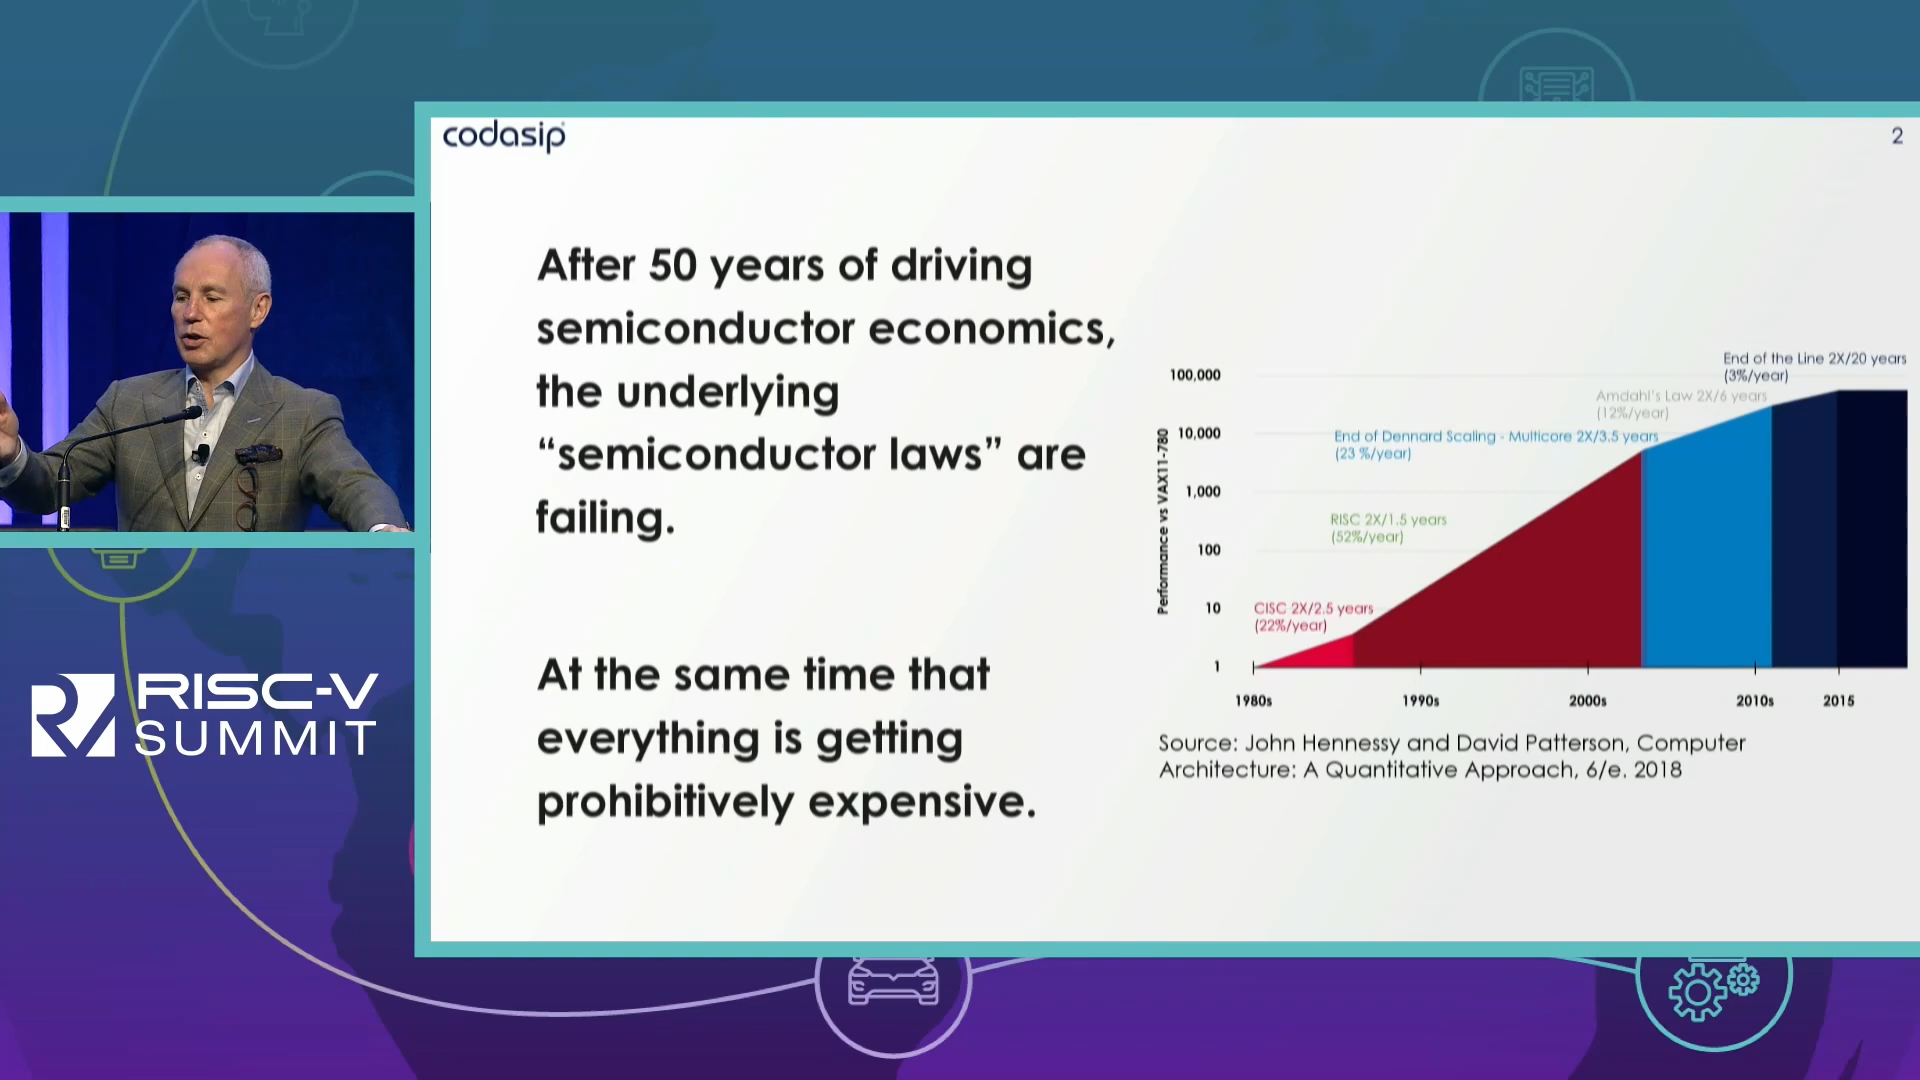 codasip
2
After 50 years of driving
semiconductor economics,
the underlying
“semiconductor laws” are
failing.
At the same time that
everything is getting
prohibitively expensive.
End of the Line 2X/20 years
(3%/year)
Amdahl's Law 2X/6 years
(12%/year)
End of Dennard Scaling - Multicore 2X/3.5 years
(23 %/year)
RISC 2X/1.5 years
(52%/year)
CISC 2X/2.5 years
(22%/year)
Performance vs VAX11-780
100,000
10,000
1,000
100
10
1
1980s 1990s 2000s 2010s 2015
Source: John Hennessy and David Patterson, Computer
Architecture: A Quantitative Approach, 6/e. 2018
RISC-V
SUMMIT